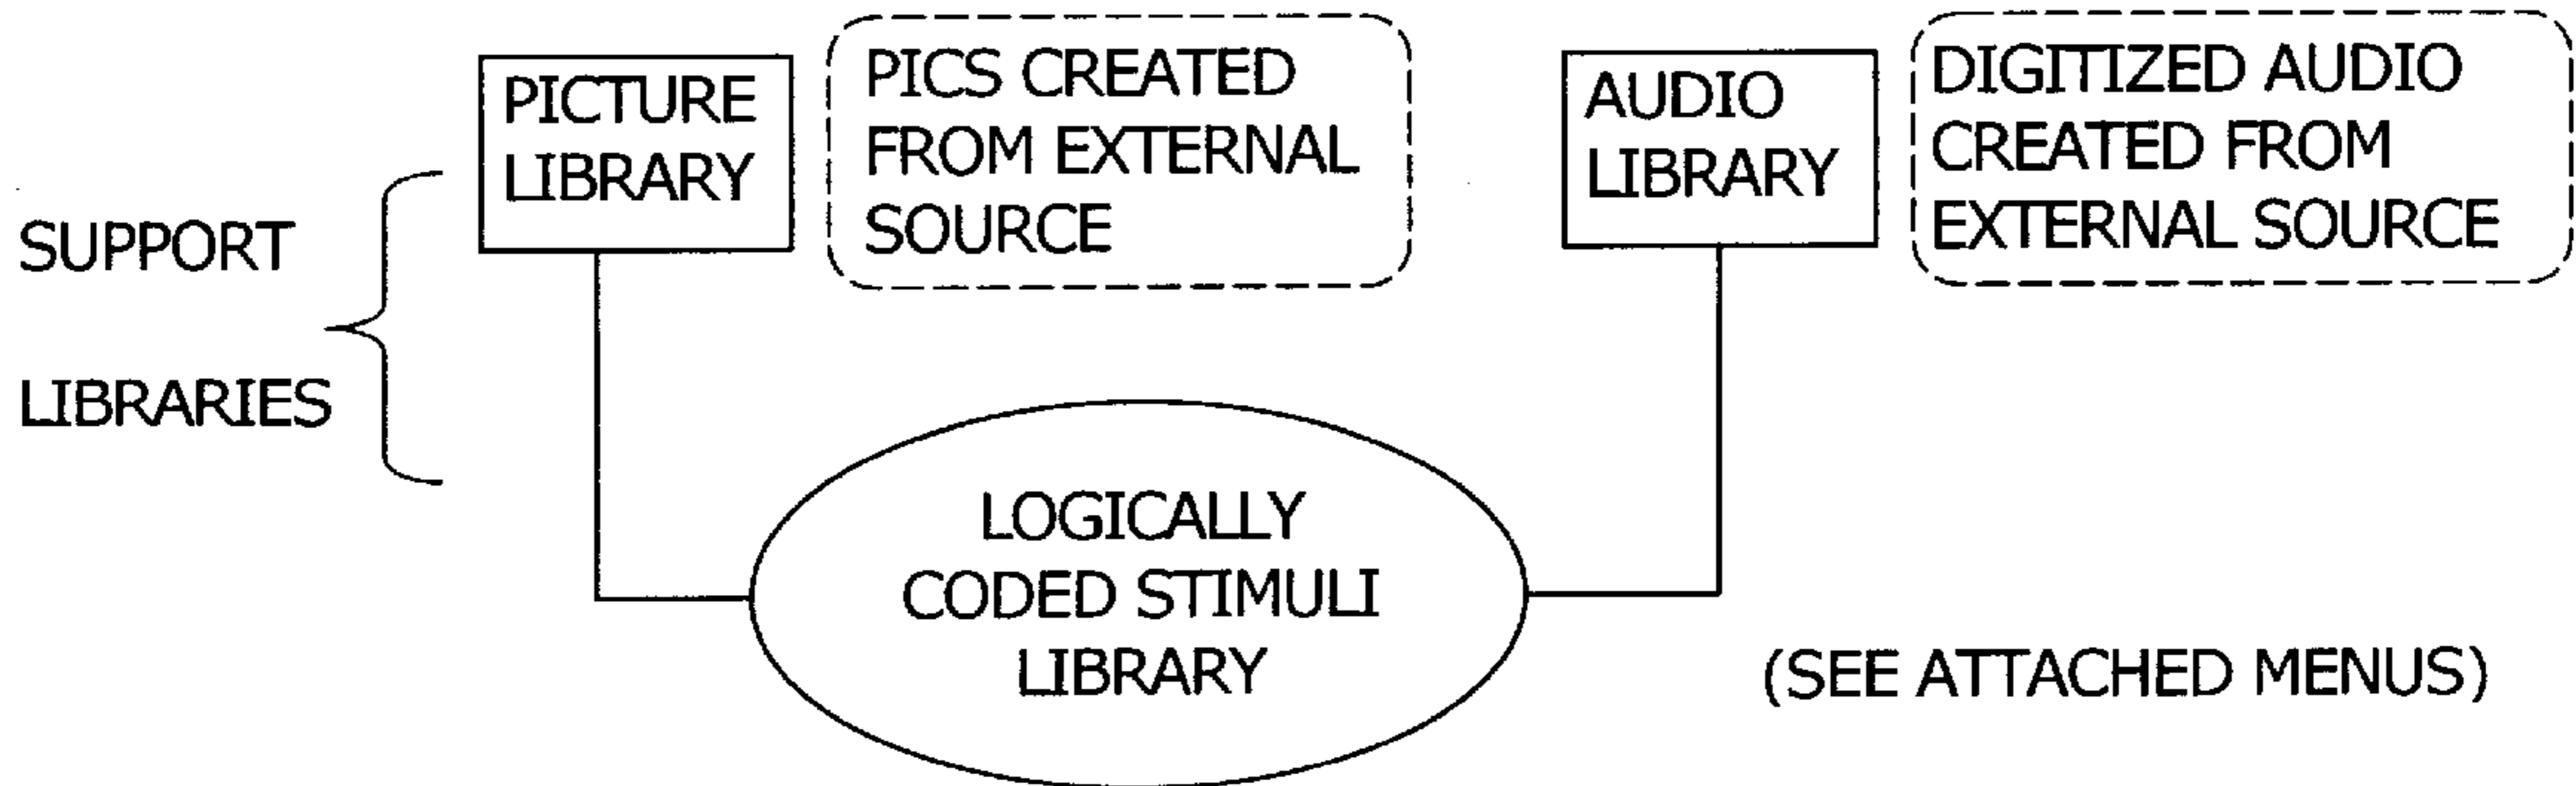 SUPPORT
LIBRARIES
PICTURE
LIBRARY
PICS CREATED
FROM EXTERNAL
SOURCE
AUDIO
LIBRARY
DIGITIZED AUDIO
CREATED FROM
EXTERNAL SOURCE
LOGICALLY
CODED STIMULI
LIBRARY
(SEE ATTACHED MENUS)